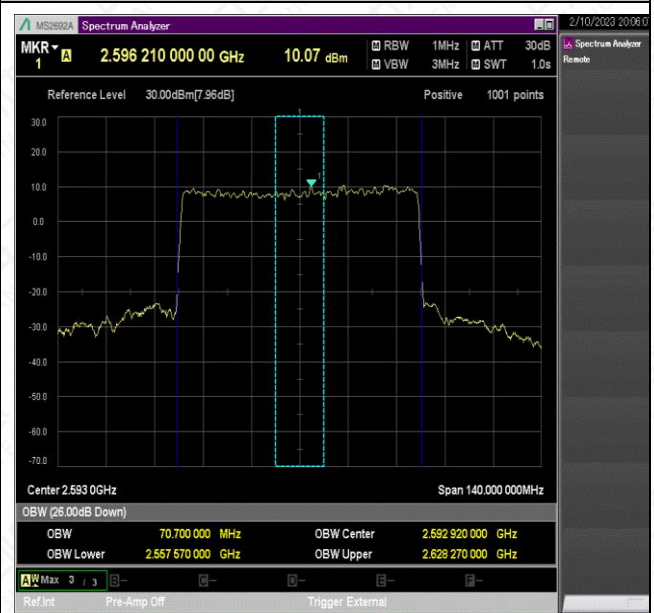 MS2692A Spectrum Analyzer
2/10/2023 20:06:0
MKR 1 A 2.596 210 000 00 GHz 10.07 dBm
M RBW 1MHz M ATT 30dB
M VBW 3MHz M SWT 1.0s
Spectrum Analyzer
Remote
Reference Level 30.00dBm[7.96dB] Positive 1001 points
1
30.0
20.0
10.0
1
0.0
-10.0
-20.0
-30.0
-40.0
-50.0
-60.0
-70.0
Center 2.593 0GHz Span 140.000 000MHz
OBW (26.00dB Down)
OBW 70.700 000 MHz OBW Center 2.592 920 000 GHz
OBW Lower 2.557 570 000 GHz OBW Upper 2.628 270 000 GHz
A W Max 3 / 3 B- C- D- E- F-
Ref.Int Pre-Amp Off Trigger External